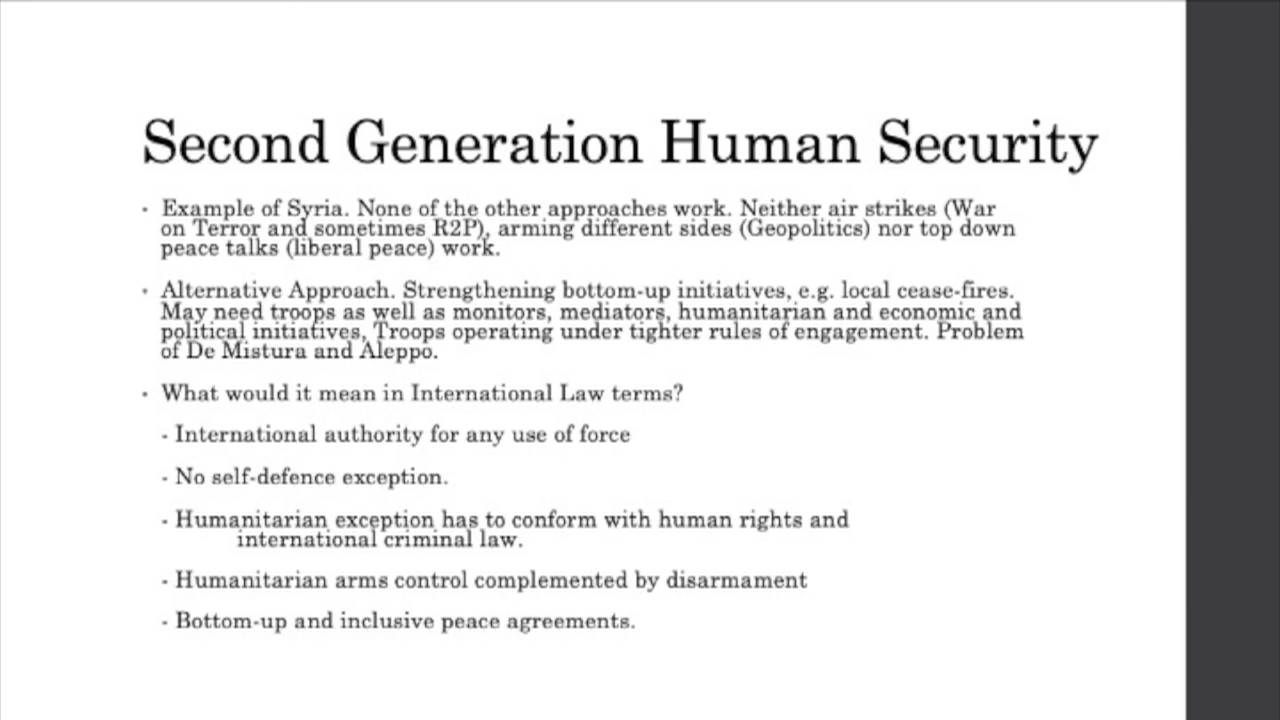 Second Generation Human Security
• Example of Syria. None of the other approaches work. Neither air strikes (War
on Terror and sometimes R2P), arming different sides (Geopolitics) nor top down
peace talks (liberal peace) work.
• Alternative Approach. Strengthening bottom-up initiatives, e.g. local cease-fires.
May need troops as well as monitors, mediators, humanitarian and economic and
political initiatives, Troops operating under tighter rules of engagement. Problem
of De Mistura and Aleppo.
• What would it mean in International Law terms?
- International authority for any use of force
- No self-defence exception.
- Humanitarian exception has to conform with human rights and
international criminal law.
- Humanitarian arms control complemented by disarmament
- Bottom-up and inclusive peace agreements.